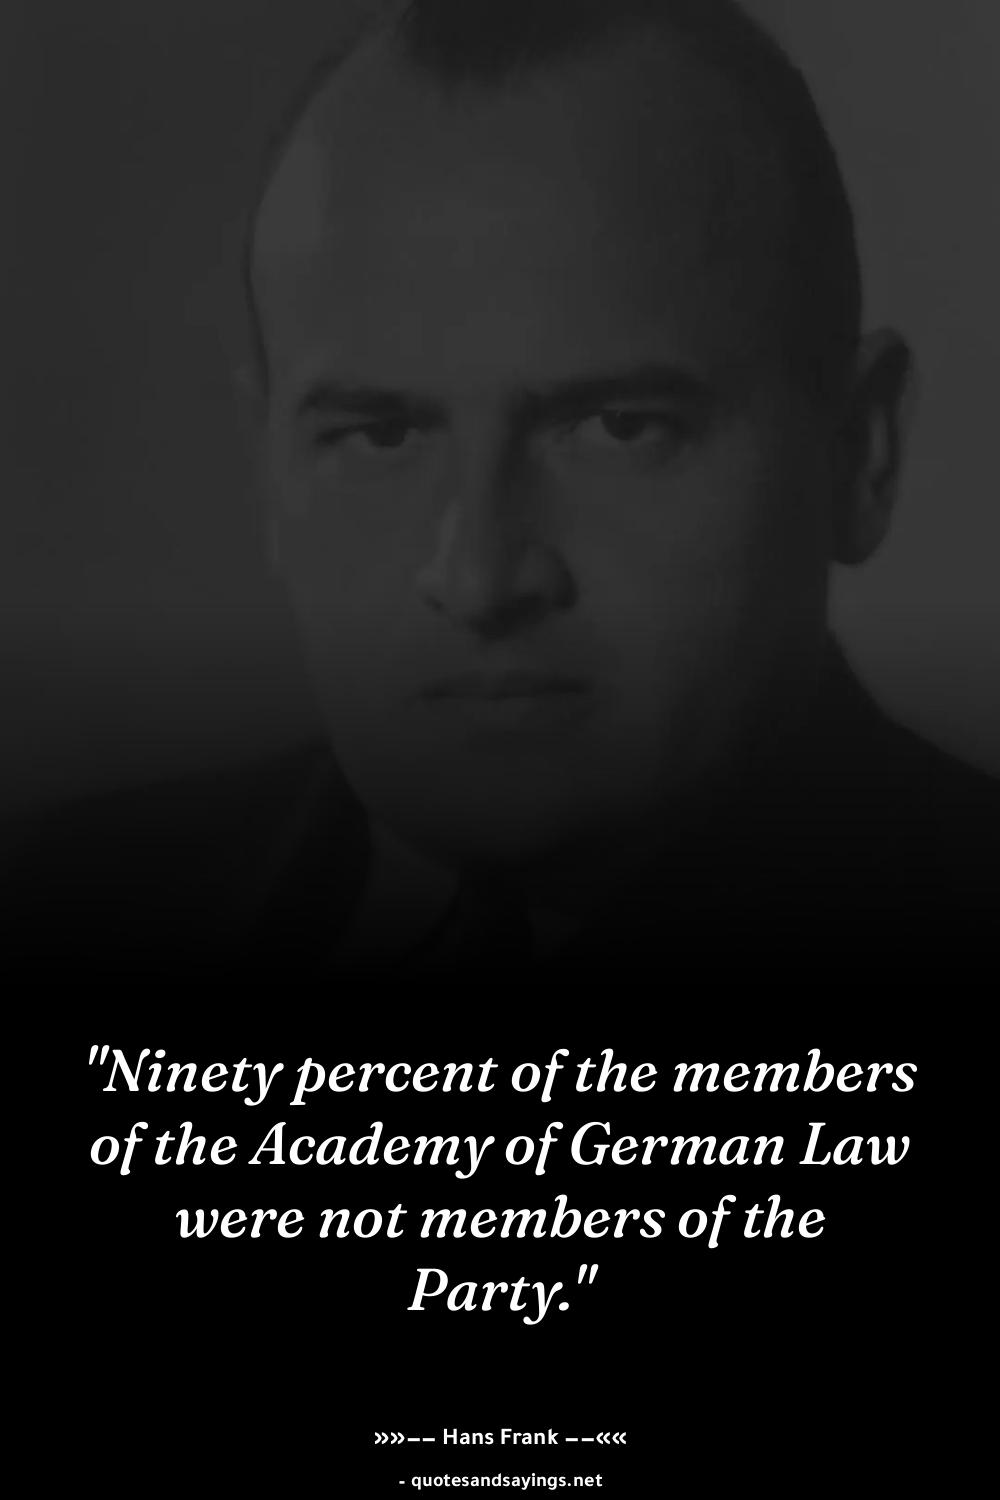 "Ninety percent of the members
of the Academy of German Law
were not members of the
Party."
»»−− Hans Frank −−««
- quotesandsayings.net